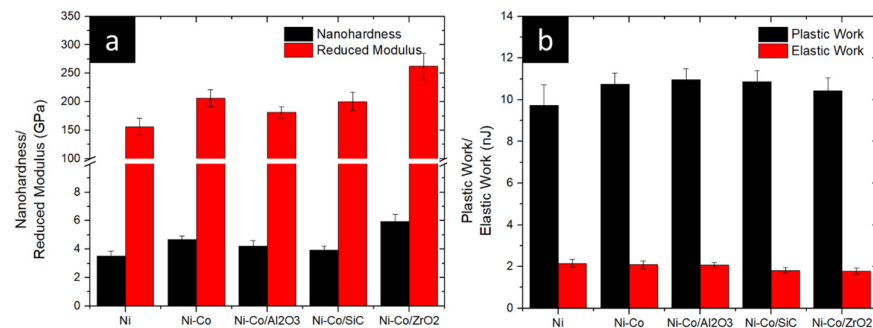 a
Nanohardness
Reduced Modulus
Nanohardness/
Reduced Modulus (GPa)
350
300
250
200
150
100
8
6
4
2
0
Ni
Ni-Co
Ni-Co/Al2O3
Ni-Co/SiC
Ni-Co/ZrO2
b
Plastic Work
Elastic Work
Plastic Work/
Elastic Work (nJ)
14
12
10
8
6
4
2
0
Ni
Ni-Co
Ni-Co/Al2O3
Ni-Co/SiC
Ni-Co/ZrO2